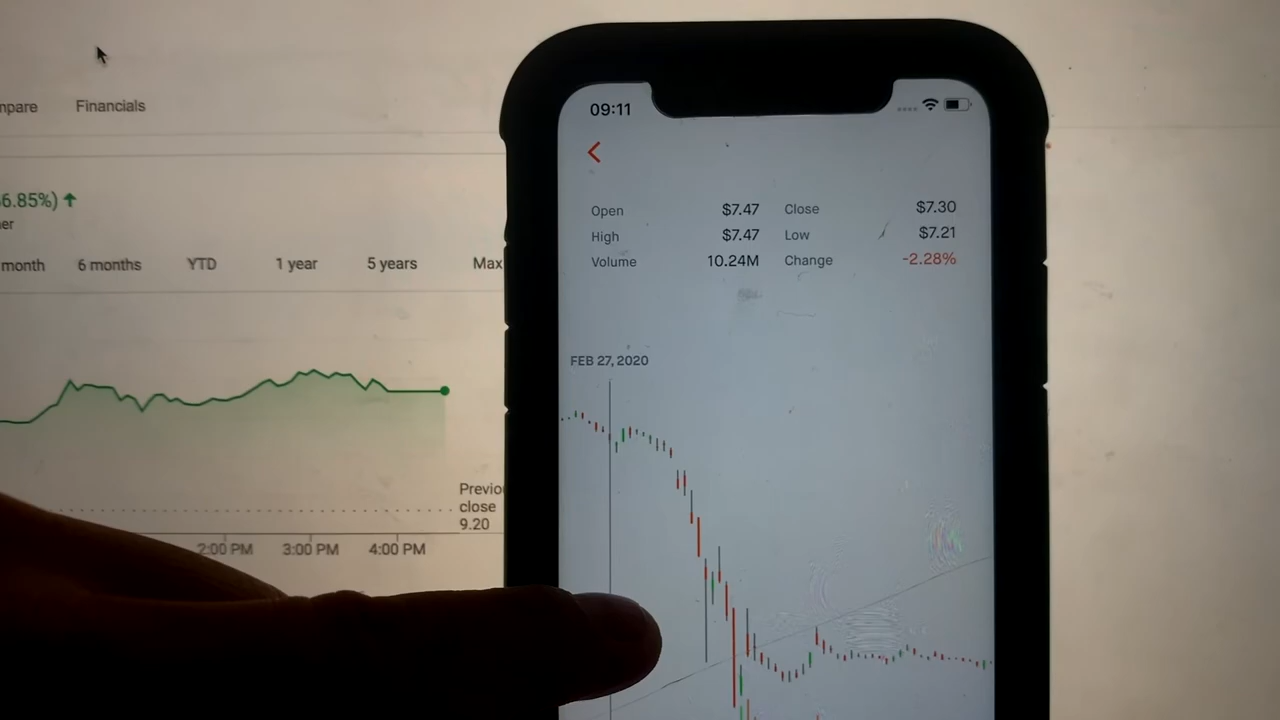 mpare Financials
6.85%)
er
month 6 months YTD 1 year 5 years Max
Previo
close
9.20
2:00 PM 3:00 PM 4:00 PM
09:11
Open $7.47 Close $7.30
High $7.47 Low $7.21
Volume 10.24M Change -2.28%
FEB 27, 2020